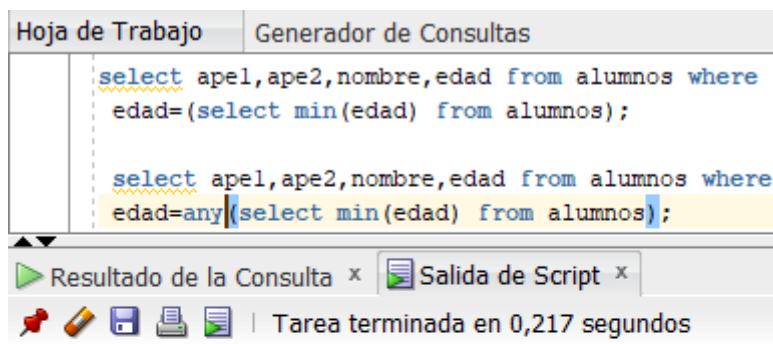 Hoja de Trabajo Generador de Consultas
select ape1,ape2,nombre,edad from alumnos where
edad=(select min(edad) from alumnos);
select ape1,ape2,nombre,edad from alumnos where
edad=any(select min(edad) from alumnos);
Resultado de la Consulta x Salida de Script x
Tarea terminada en 0,217 segundos